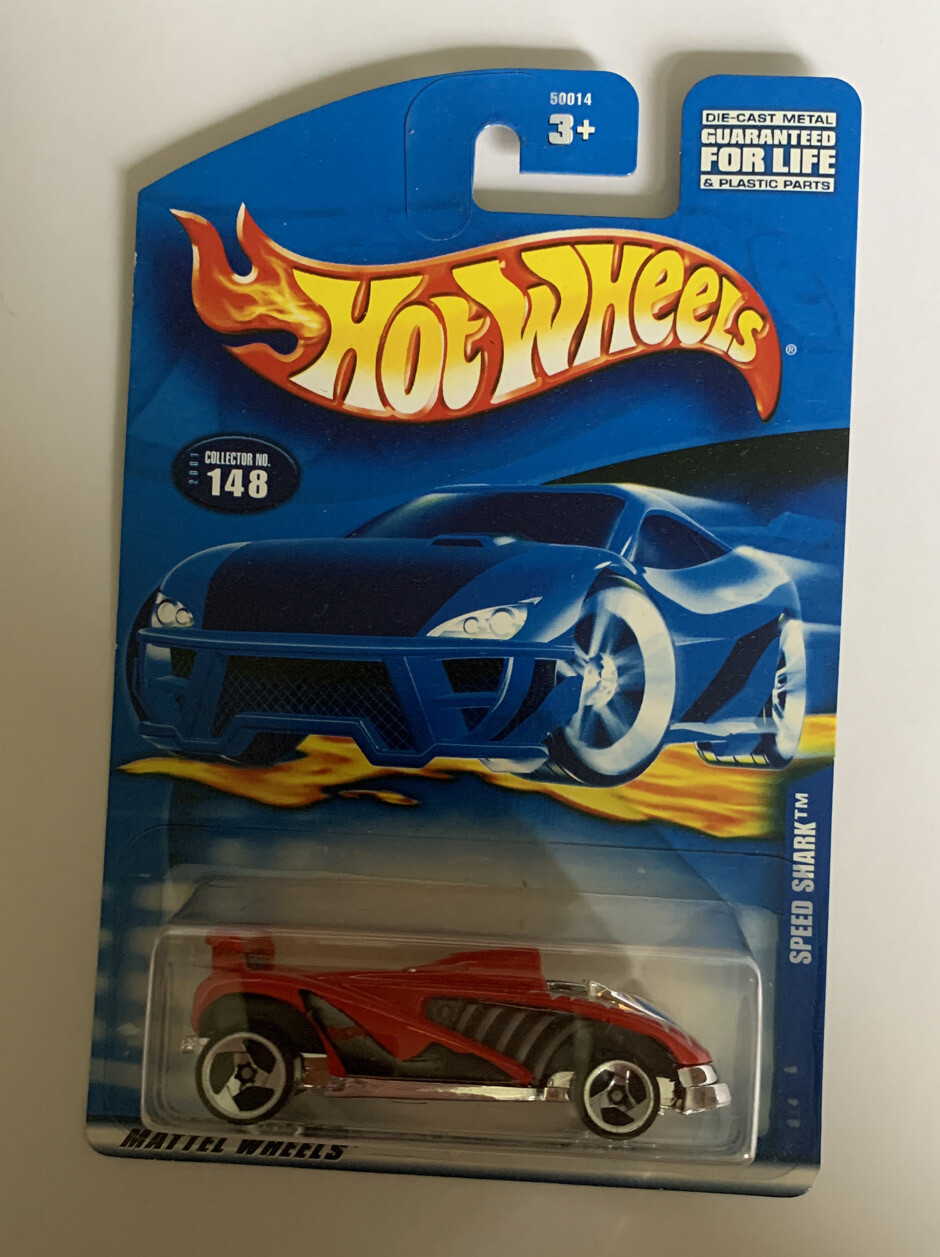 50014
3+
DIE-CAST METAL
GUARANTEED
FOR LIFE
& PLASTIC PARTS
HOT WHEELS
®
2001
COLLECTOR NO.
148
SPEED SHARK™
MATTEL WHEELS™